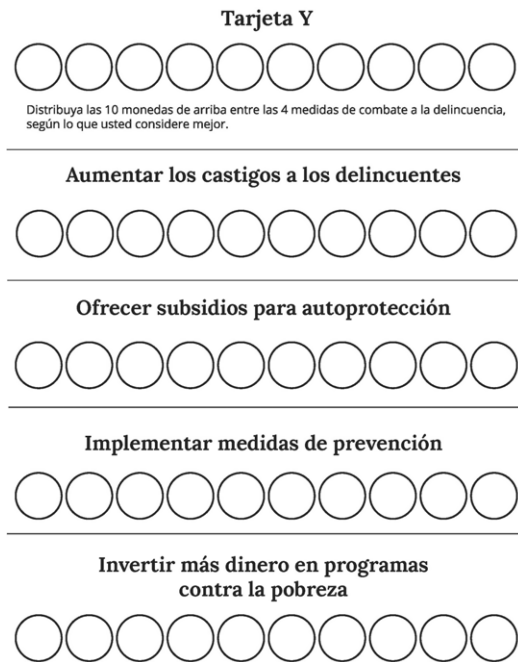 Tarjeta Y
Distribuya las 10 monedas de arriba entre las 4 medidas de combate a la delincuencia,
según lo que usted considere mejor.
Aumentar los castigos a los delincuentes
Ofrecer subsidios para autoprotección
Implementar medidas de prevención
Invertir más dinero en programas
contra la pobreza